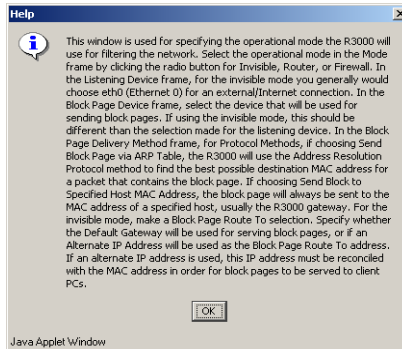 Help
This window is used for specifying the operational mode the R3000 will
use for filtering the network. Select the operational mode in the Mode
frame by clicking the radio button for Invisible, Router, or Firewall. In
the Listening Device frame, for the invisible mode you generally would
choose eth0 (Ethernet 0) for an external/Internet connection. In the
Block Page Device frame, select the device that will be used for
sending block pages. If using the invisible mode, this should be
different than the selection made for the listening device. In the Block
Page Delivery Method frame, for Protocol Methods, if choosing Send
Block Page via ARP Table, the R3000 will use the Address Resolution
Protocol method to find the best possible destination MAC address for
a packet that contains the block page. If choosing Send Block to
Specified Host MAC Address, the block page will always be sent to the
MAC address of a specified host, usually the R3000 gateway. For the
invisible mode, make a Block Page Route To selection. Specify whether
the Default Gateway will be used for serving block pages, or if an
Alternate IP Address will be used as the Block Page Route To address.
If an alternate IP address is used, this IP address must be reconciled
with the MAC address in order for block pages to be served to client
PCs.
OK
Java Applet Window